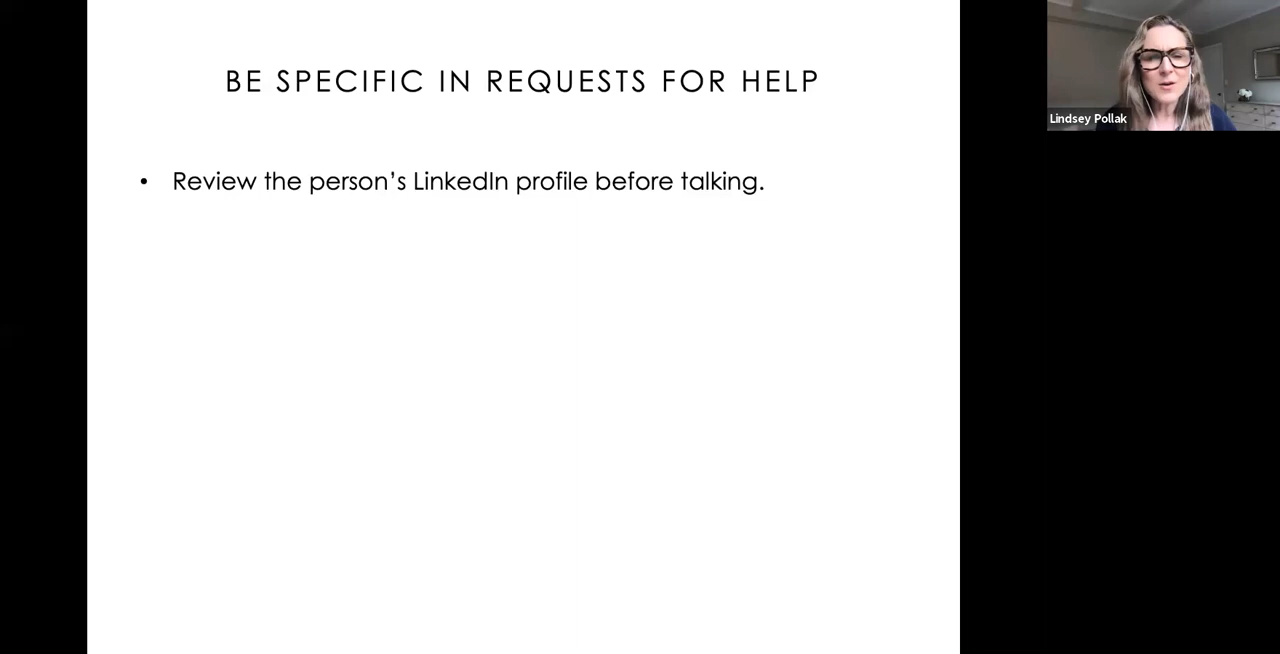 BE SPECIFIC IN REQUESTS FOR HELP
• Review the person’s LinkedIn profile before talking.
Lindsey Pollak